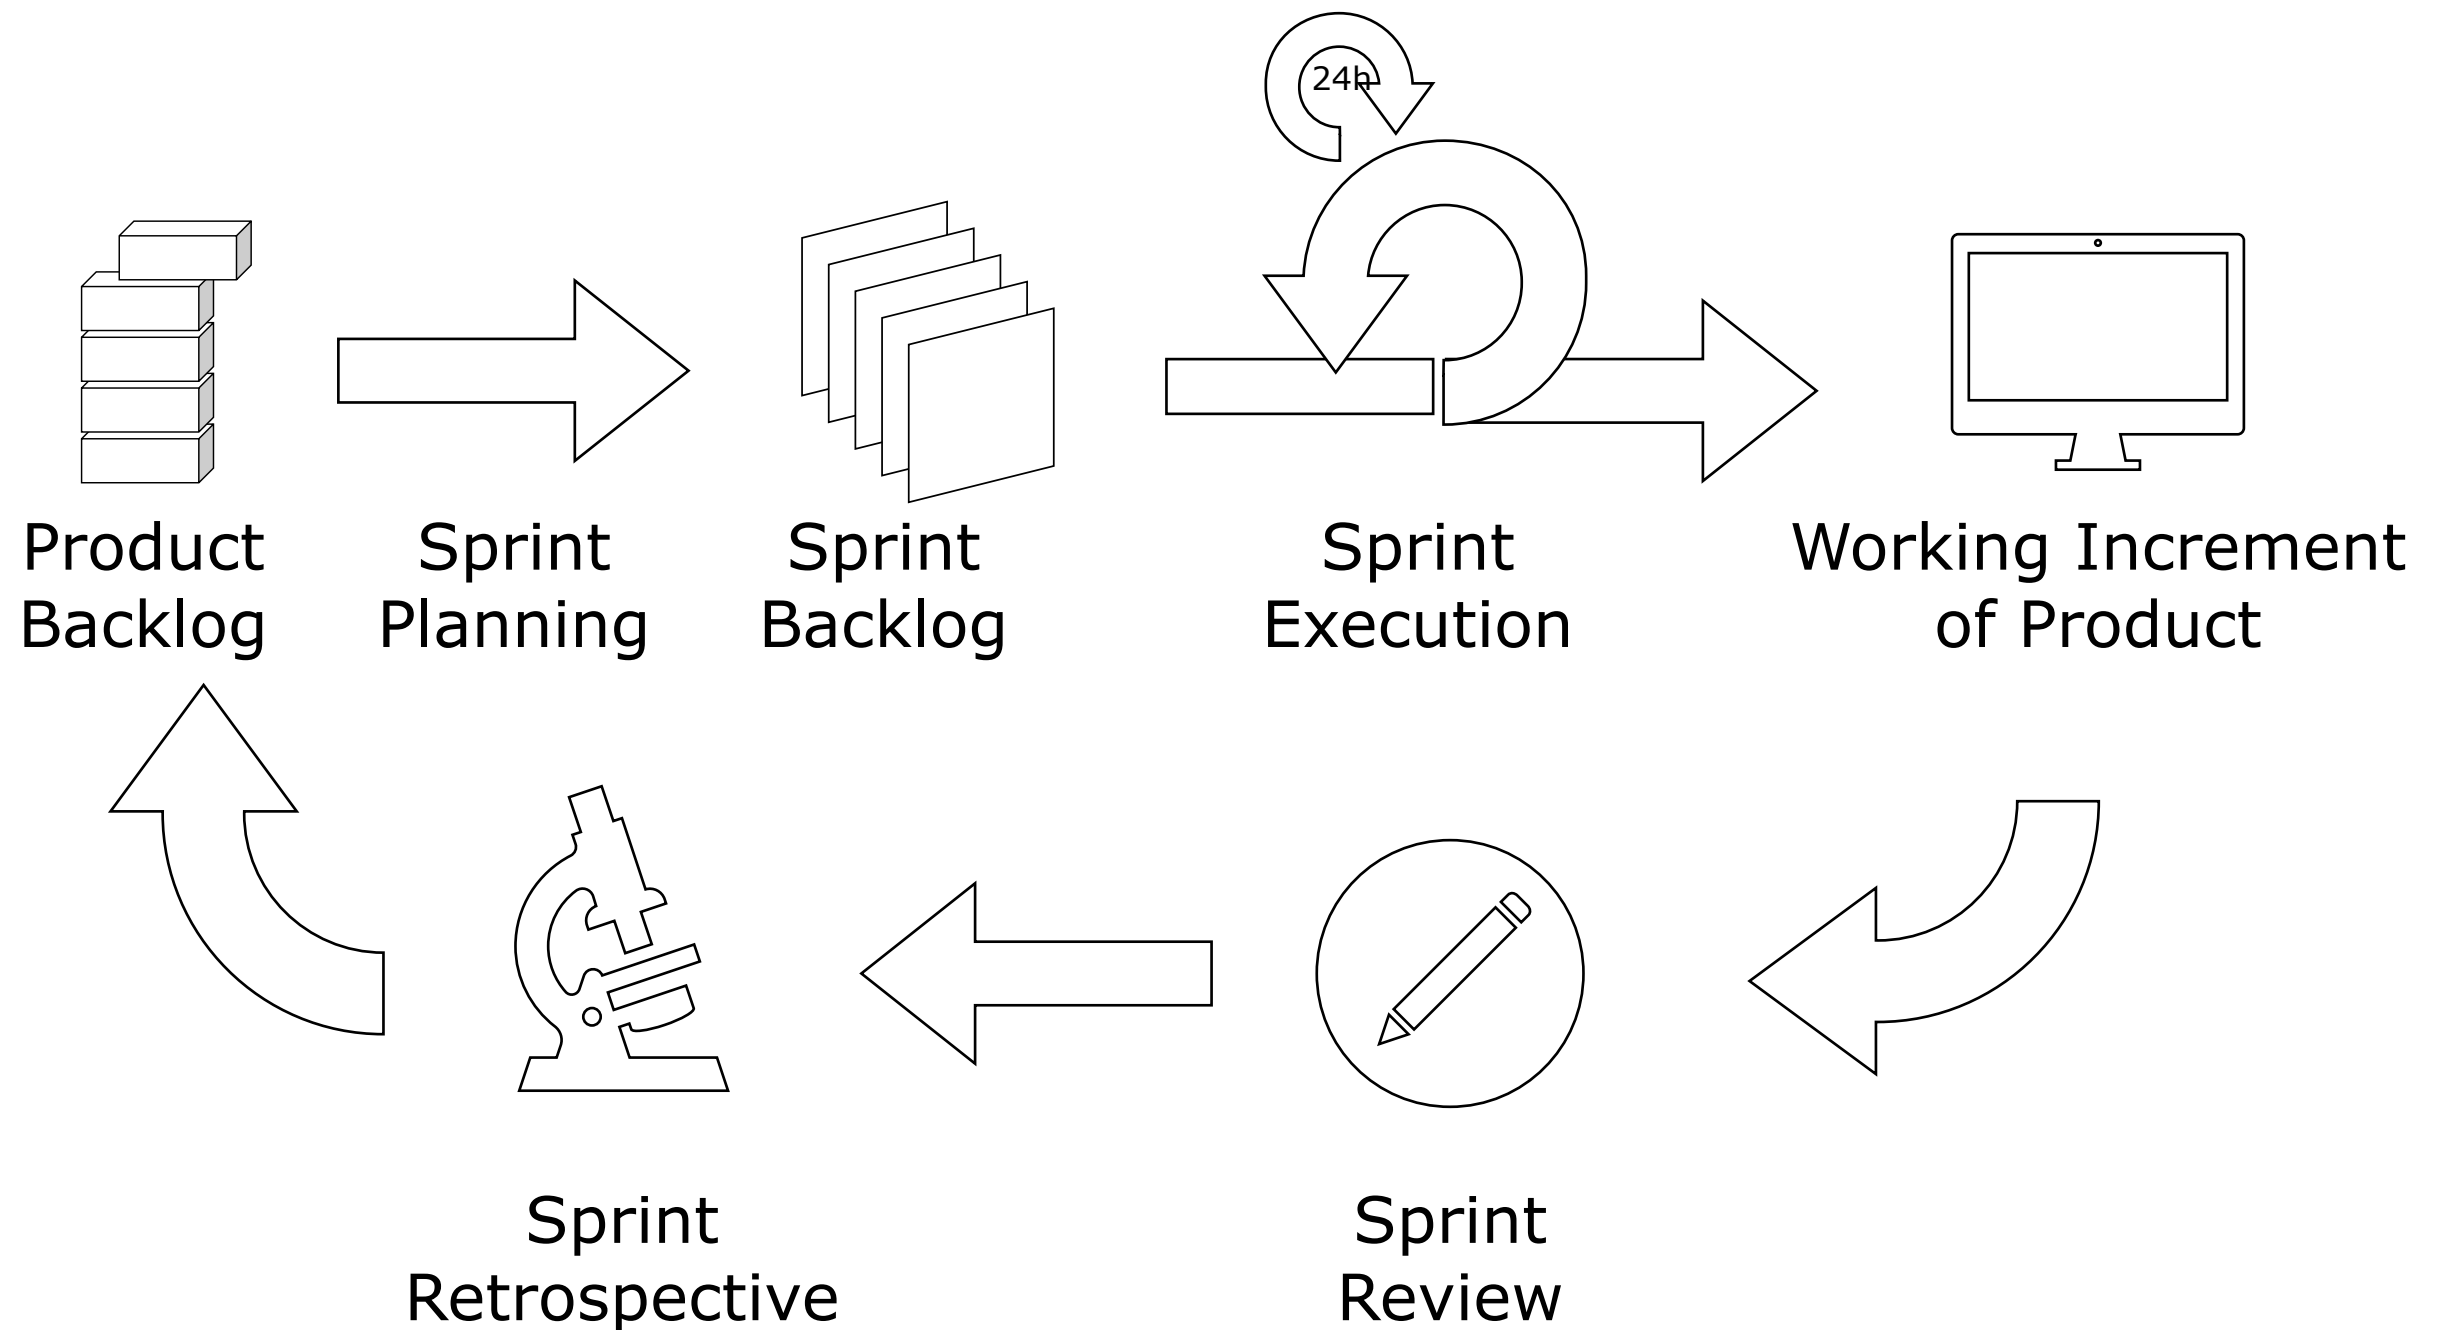 24h
Product
Backlog
Sprint
Planning
Sprint
Backlog
Sprint
Execution
Working Increment
of Product
Sprint
Retrospective
Sprint
Review